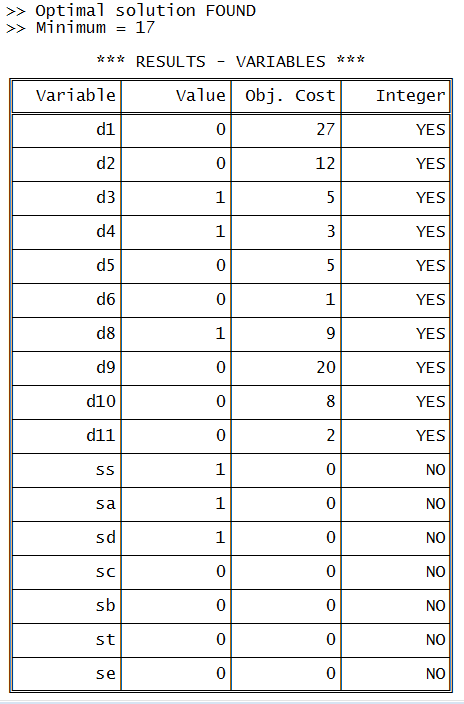 >> Optimal solution FOUND
>> Minimum = 17
*** RESULTS - VARIABLES ***
Variable Value Obj. Cost Integer
d1 0 27 YES
d2 0 12 YES
d3 1 5 YES
d4 1 3 YES
d5 0 5 YES
d6 0 1 YES
d8 1 9 YES
d9 0 20 YES
d10 0 8 YES
d11 0 2 YES
ss 1 0 NO
sa 1 0 NO
sd 1 0 NO
sc 0 0 NO
sb 0 0 NO
st 0 0 NO
se 0 0 NO